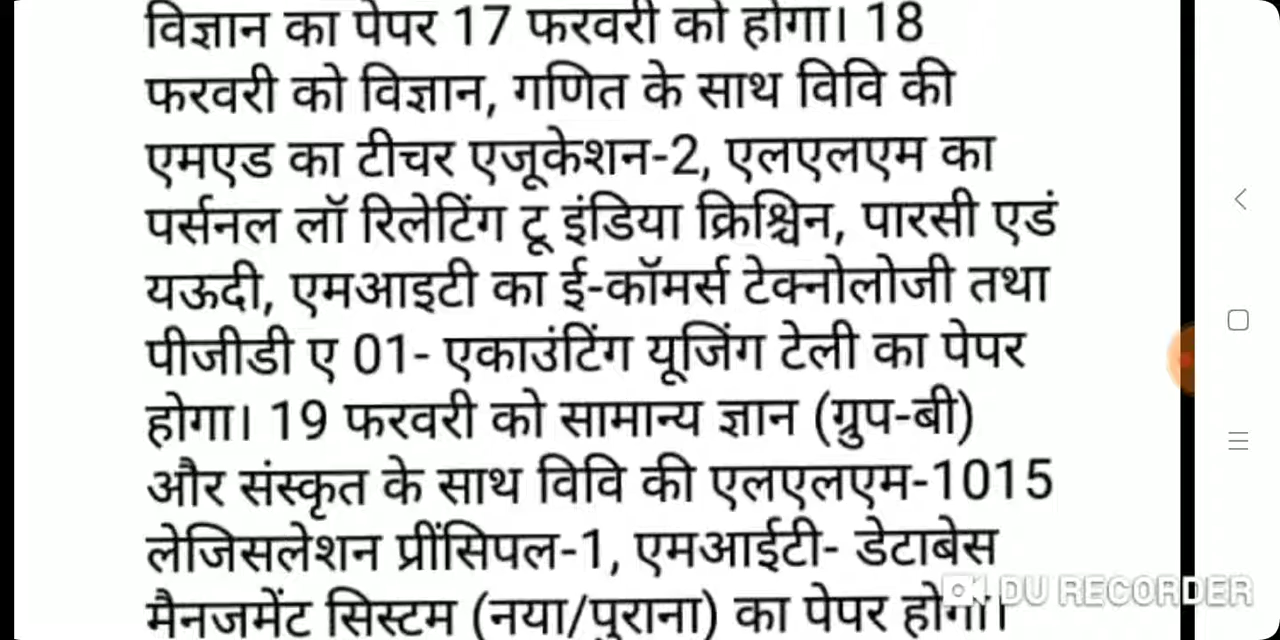 विज्ञान का पेपर 17 फरवरी को होगा। 18
फरवरी को विज्ञान, गणित के साथ विवि की
एमएड का टीचर एजूकेशन-2, एलएलएम का
पर्सनल लॉ रिलेटिंग टू इंडिया क्रिश्चिन, पारसी एडं
यऊदी, एमआइटी का ई-कॉमर्स टेक्नोलोजी तथा
पीजीडी ए 01- एकाउंटिंग यूजिंग टेली का पेपर
होगा। 19 फरवरी को सामान्य ज्ञान (ग्रुप-बी)
और संस्कृत के साथ विवि की एलएलएम-1015
लेजिसलेशन प्रींसिपल-1, एमआईटी- डेटाबेस
मैनजमेंट सिस्टम (नया/पुराना) का पेपर होगा।
DU RECORDER